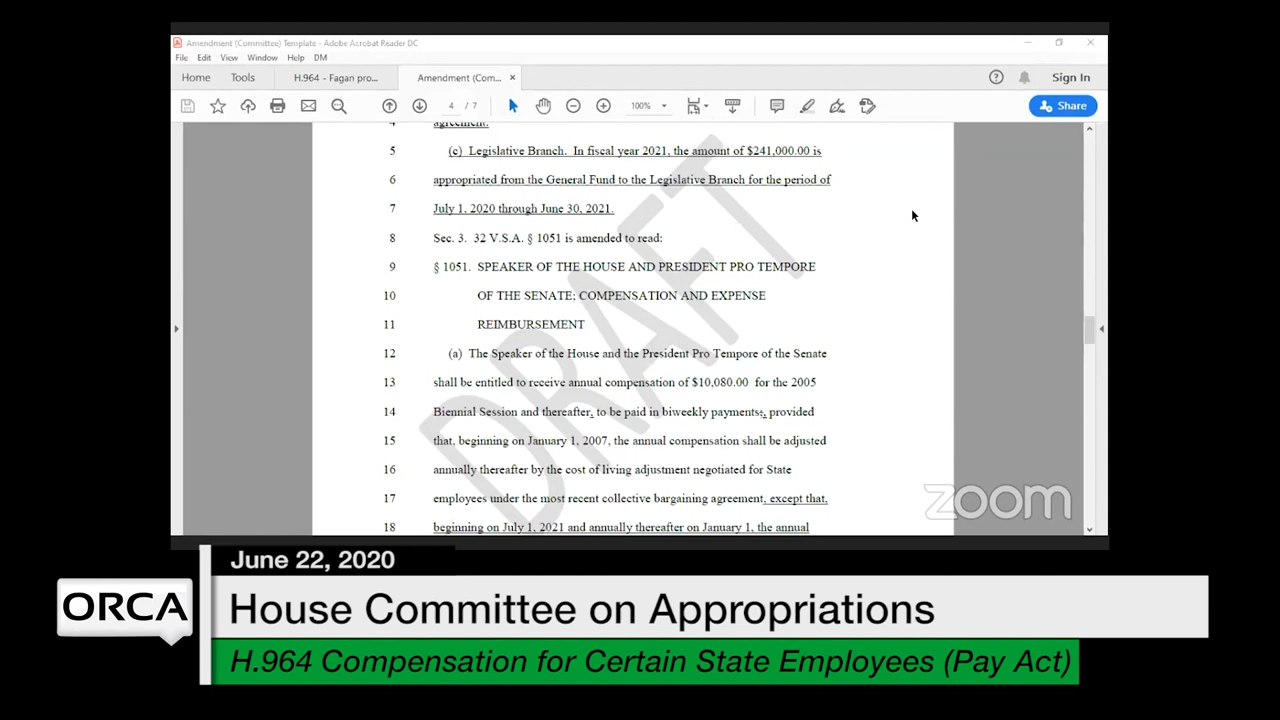 Amendment (Committee) Template - Adobe Acrobat Reader DC
File Edit View Window Help DM
Home Tools H.964 - Fagan pro... Amendment (Com... × Sign In
4 / 7 100% Share
4 agreement.
5 (c) Legislative Branch. In fiscal year 2021, the amount of $241,000.00 is
6 appropriated from the General Fund to the Legislative Branch for the period of
7 July 1, 2020 through June 30, 2021.
8 Sec. 3. 32 V.S.A. § 1051 is amended to read:
9 § 1051. SPEAKER OF THE HOUSE AND PRESIDENT PRO TEMPORE
10 OF THE SENATE; COMPENSATION AND EXPENSE
11 REIMBURSEMENT
12 (a) The Speaker of the House and the President Pro Tempore of the Senate
13 shall be entitled to receive annual compensation of $10,080.00 for the 2005
14 Biennial Session and thereafter, to be paid in biweekly payments;, provided
15 that, beginning on January 1, 2007, the annual compensation shall be adjusted
16 annually thereafter by the cost of living adjustment negotiated for State
17 employees under the most recent collective bargaining agreement, except that,
18 beginning on July 1, 2021 and annually thereafter on January 1, the annual
DRAFT
zoom
June 22, 2020
ORCA
House Committee on Appropriations
H.964 Compensation for Certain State Employees (Pay Act)